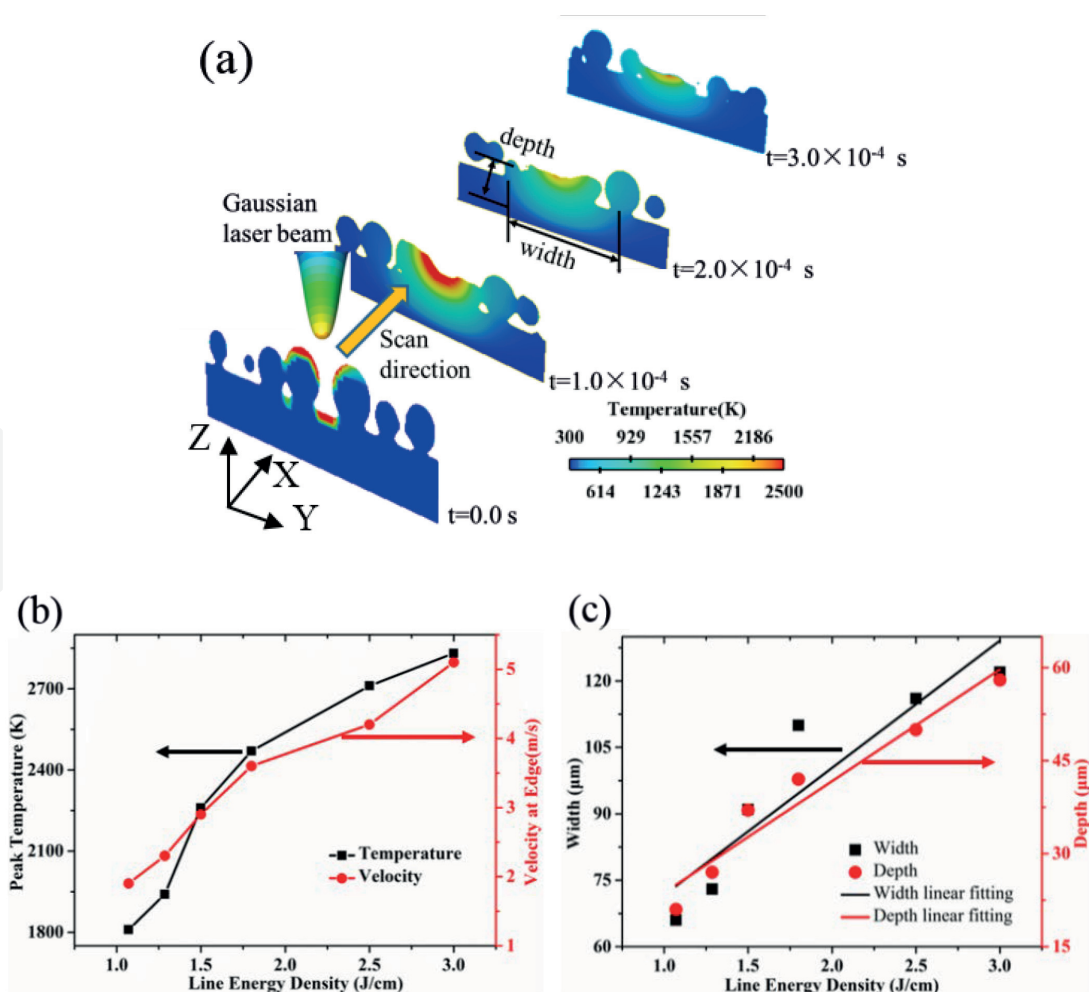 (a)
depth
t=3.0×10⁻⁴ s
Gaussian
laser beam
width
t=2.0×10⁻⁴ s
Scan
direction
t=1.0×10⁻⁴ s
Temperature(K)
300 929 1557 2186
614 1243 1871 2500
Z
X
Y
t=0.0 s
(b)
2700
2400
2100
1800
Peak Temperature (K)
5
4
3
2
1
Velocity at Edge(m/s)
Temperature
Velocity
1.0 1.5 2.0 2.5 3.0
Line Energy Density (J/cm)
(c)
120
105
90
75
60
Width (μm)
60
45
30
15
Depth (μm)
Width
Depth
Width linear fitting
Depth linear fitting
1.0 1.5 2.0 2.5 3.0
Line Energy Density (J/cm)